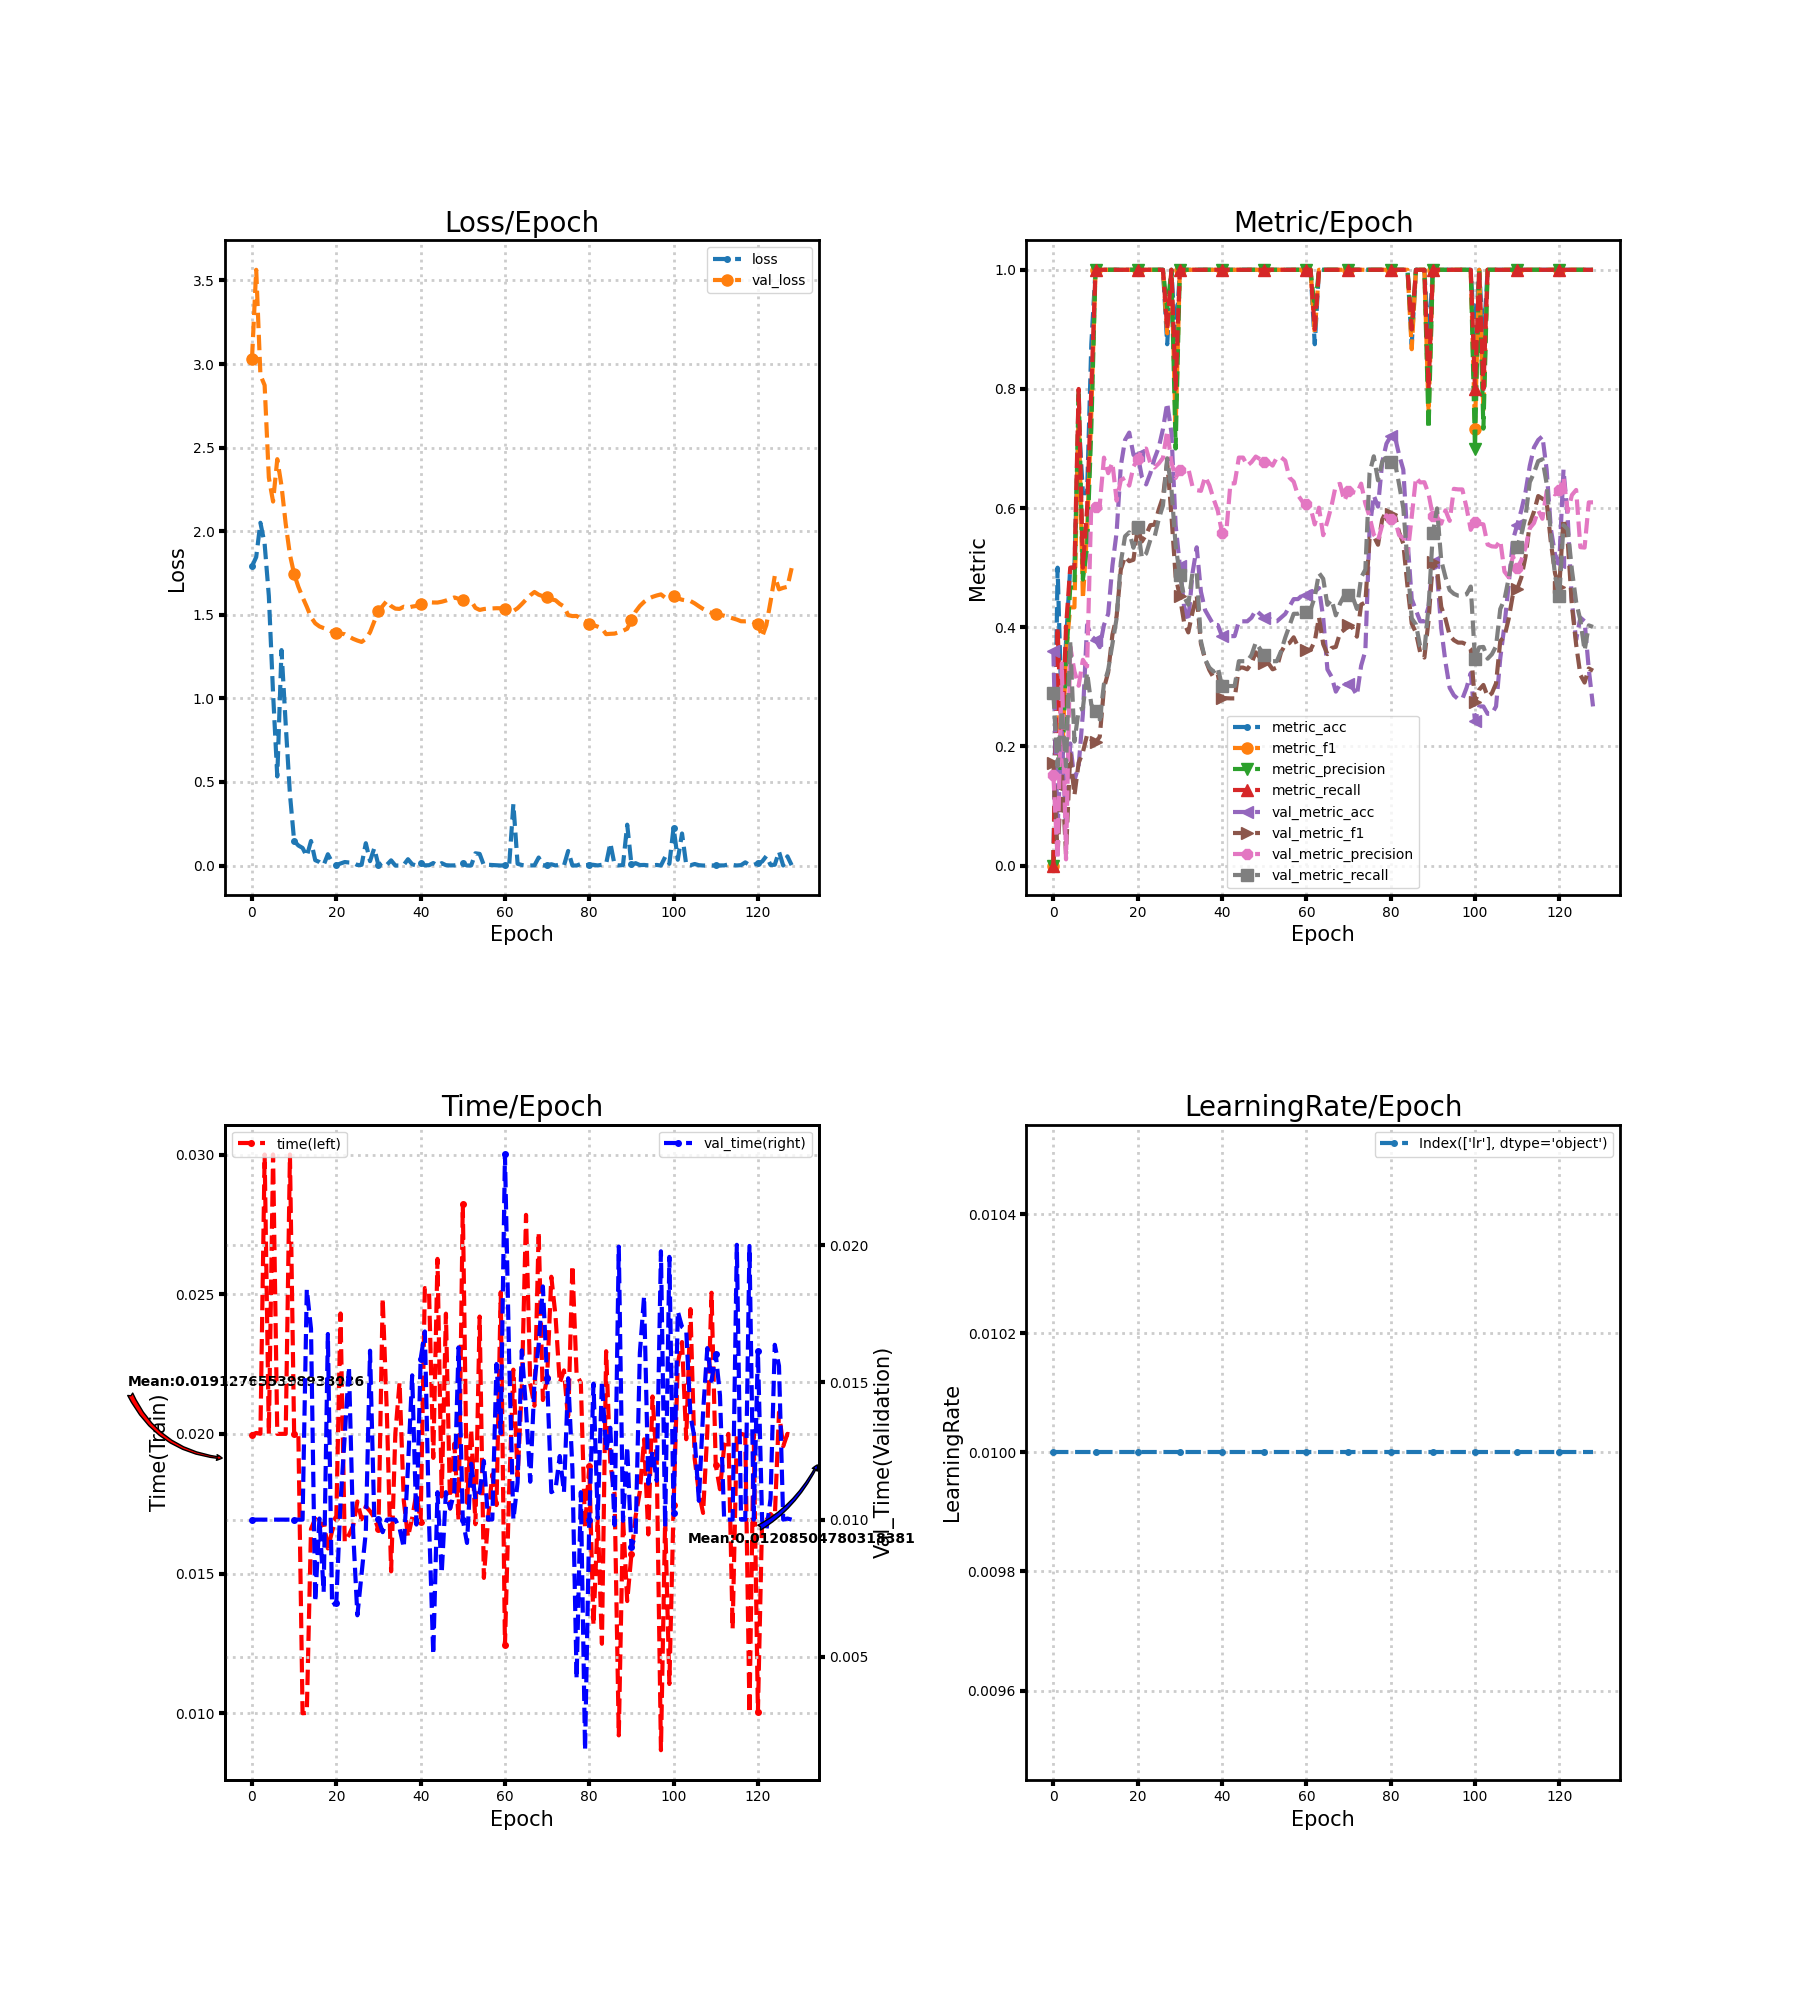 Loss/Epoch
loss
val_loss
3.5
3.0
2.5
2.0
1.5
1.0
0.5
0.0
Loss
0 20 40 60 80 100 120
Epoch
Metric/Epoch
1.0
0.8
0.6
0.4
0.2
0.0
Metric
metric_acc
metric_f1
metric_precision
metric_recall
val_metric_acc
val_metric_f1
val_metric_precision
val_metric_recall
0 20 40 60 80 100 120
Epoch
Time/Epoch
time(left)
val_time(right)
0.030
0.025
0.020
0.015
0.010
Time(Train)
0.020
0.015
0.010
0.005
Val_Time(Validation)
Mean:0.01208504780318381
0 20 40 60 80 100 120
Epoch
LearningRate/Epoch
Index(['lr'], dtype='object')
0.0104
0.0102
0.0100
0.0098
0.0096
LearningRate
0 20 40 60 80 100 120
Epoch